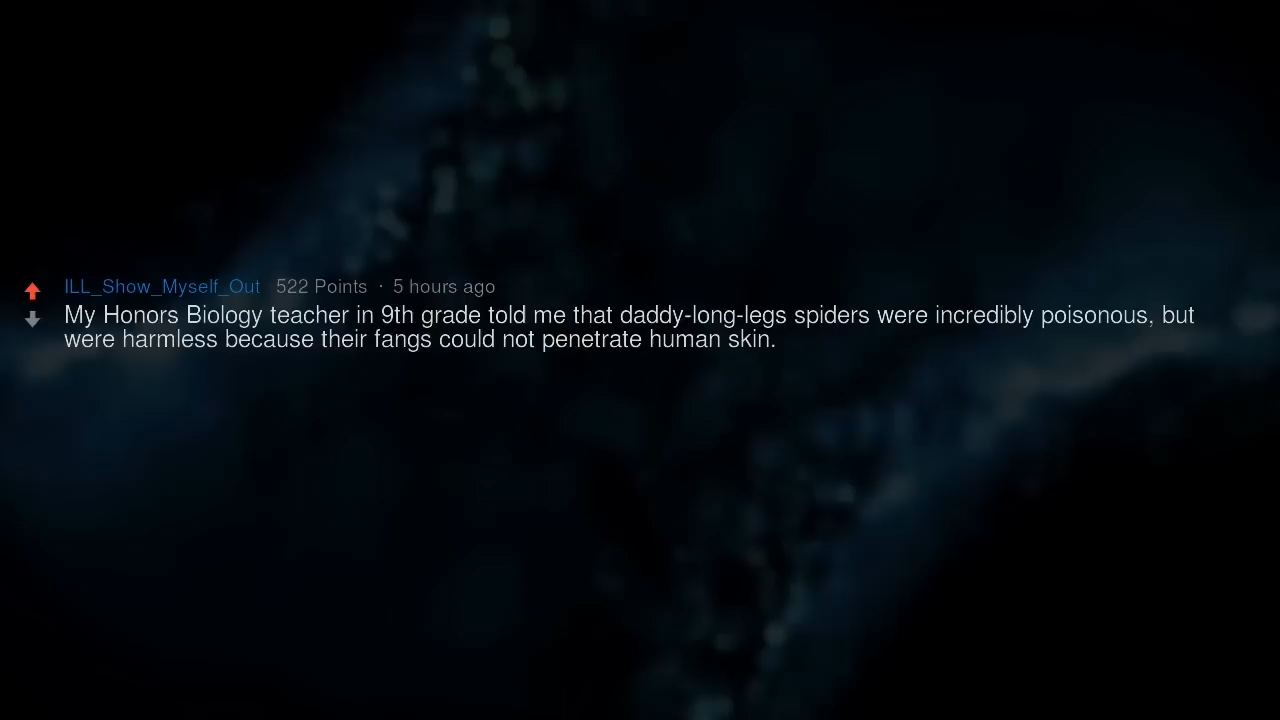 ILL_Show_Myself_Out 522 Points · 5 hours ago
My Honors Biology teacher in 9th grade told me that daddy-long-legs spiders were incredibly poisonous, but
were harmless because their fangs could not penetrate human skin.